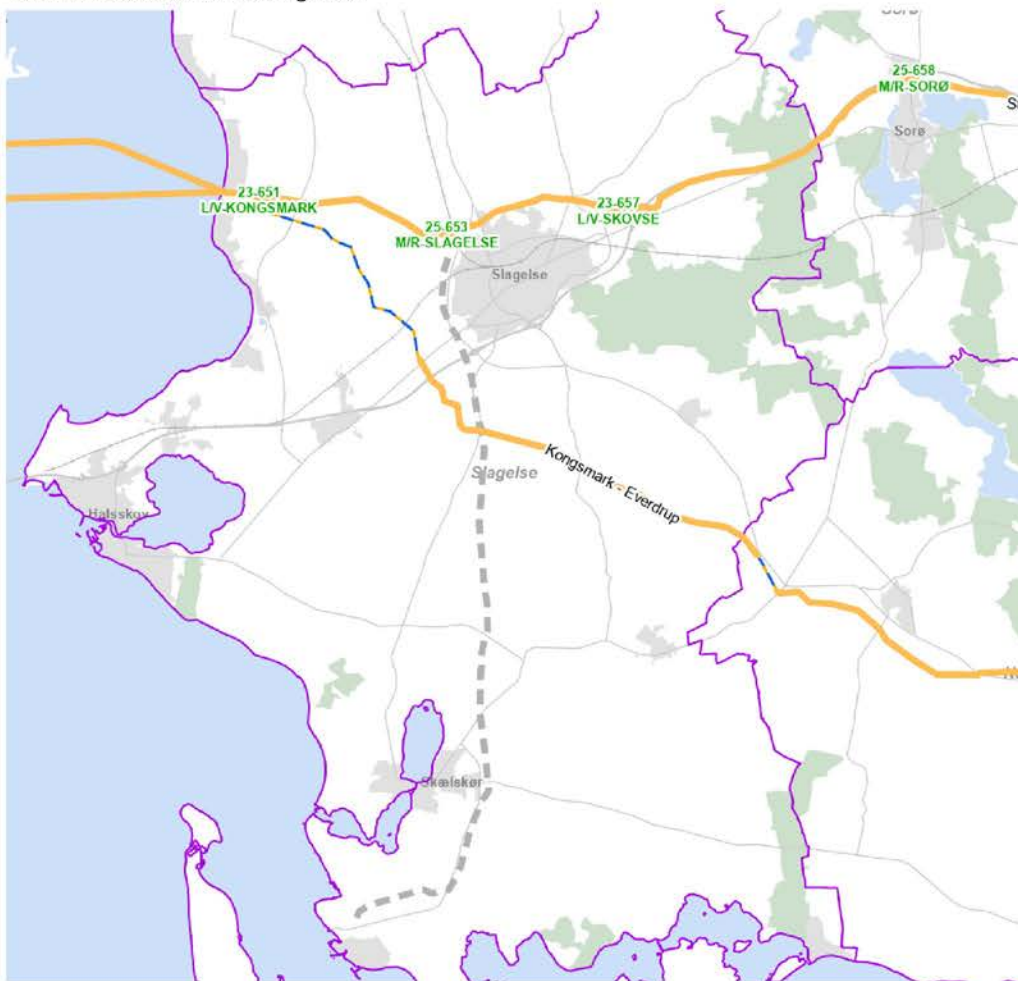 25-658
M/R-SORØ
Sorø
23-651
L/V-KONGSMARK
23-657
L/V-SKOVSE
25-653
M/R-SLAGELSE
Slagelse
Slagelse
Kongsmark - Everdrup
Halsskov
Skælskør